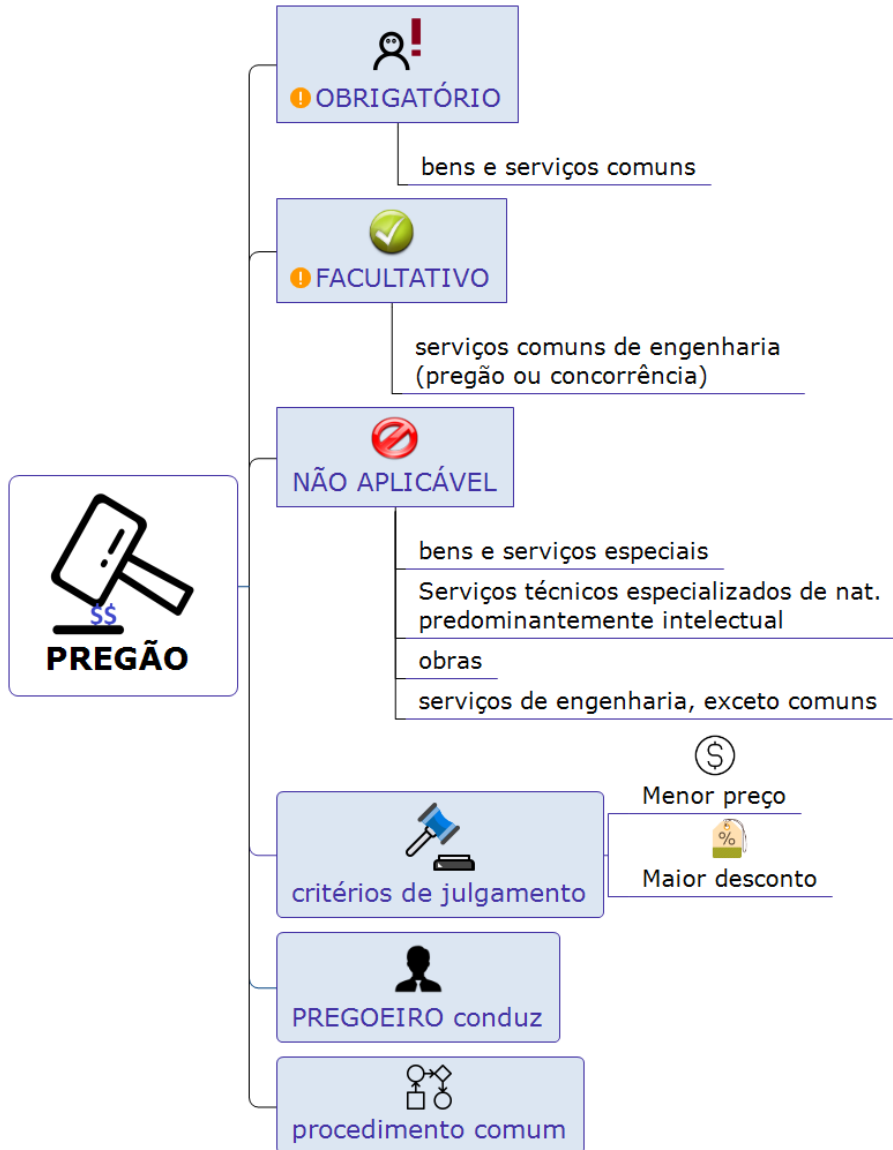 OBRIGATÓRIO
bens e serviços comuns
FACULTATIVO
serviços comuns de engenharia
(pregão ou concorrência)
NÃO APLICÁVEL
bens e serviços especiais
Serviços técnicos especializados de nat.
predominantemente intelectual
obras
serviços de engenharia, exceto comuns
$$
PREGÃO
$
Menor preço
%
Maior desconto
critérios de julgamento
PREGOEIRO conduz
procedimento comum